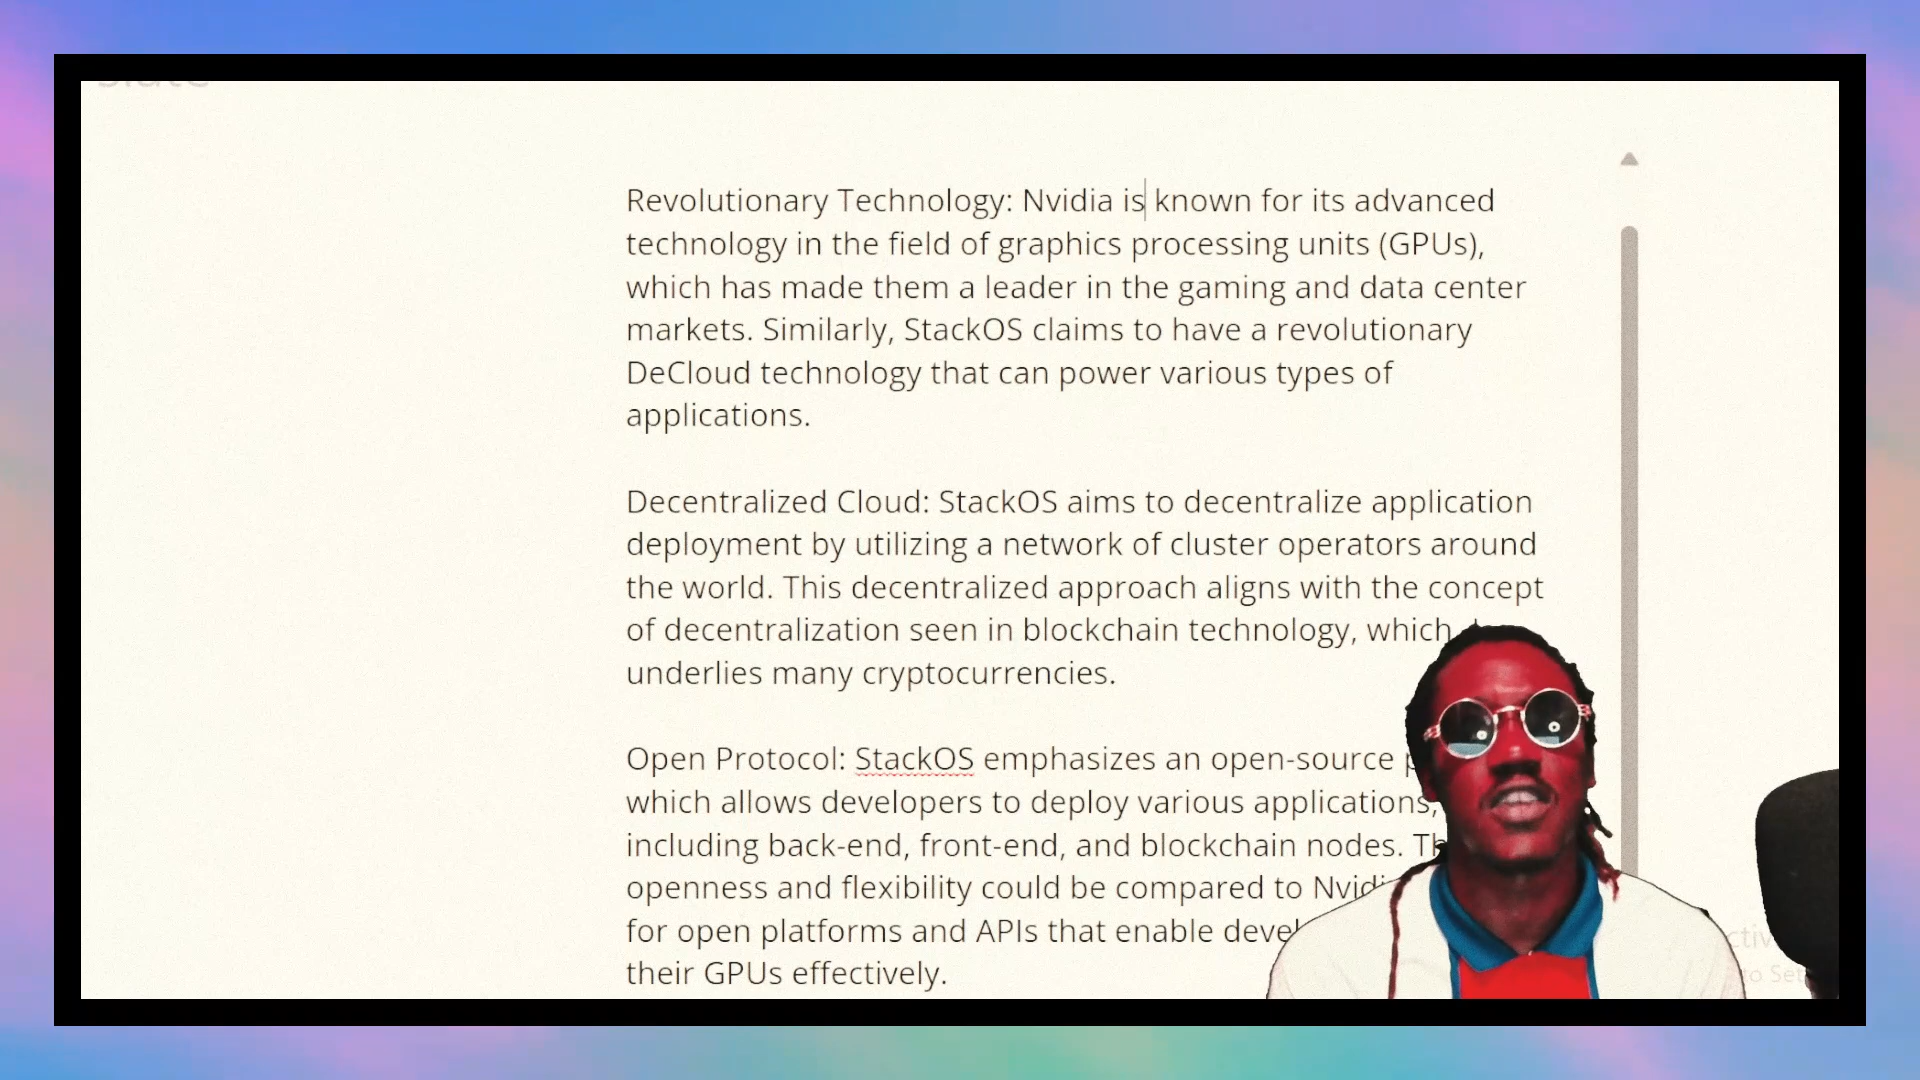 Revolutionary Technology: Nvidia is known for its advanced
technology in the field of graphics processing units (GPUs),
which has made them a leader in the gaming and data center
markets. Similarly, StackOS claims to have a revolutionary
DeCloud technology that can power various types of
applications.
Decentralized Cloud: StackOS aims to decentralize application
deployment by utilizing a network of cluster operators around
the world. This decentralized approach aligns with the concept
of decentralization seen in blockchain technology, which
underlies many cryptocurrencies.
Open Protocol: StackOS emphasizes an open-source
which allows developers to deploy various applications,
including back-end, front-end, and blockchain nodes.
openness and flexibility could be compared to
for open platforms and APIs that enable
their GPUs effectively.